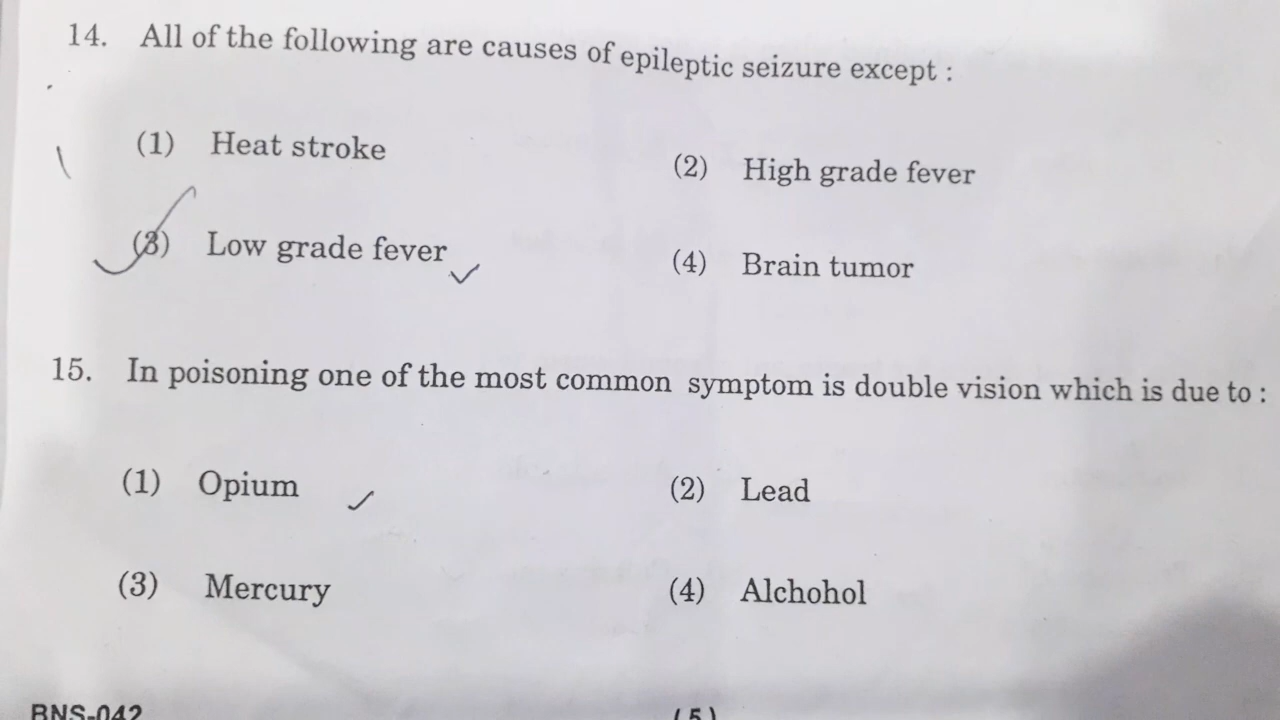 14. All of the following are causes of epileptic seizure except :
(1) Heat stroke
(2) High grade fever
(3) Low grade fever
(4) Brain tumor
15. In poisoning one of the most common symptom is double vision which is due to :
(1) Opium
(2) Lead
(3) Mercury
(4) Alchohol
BNS-042
(5)